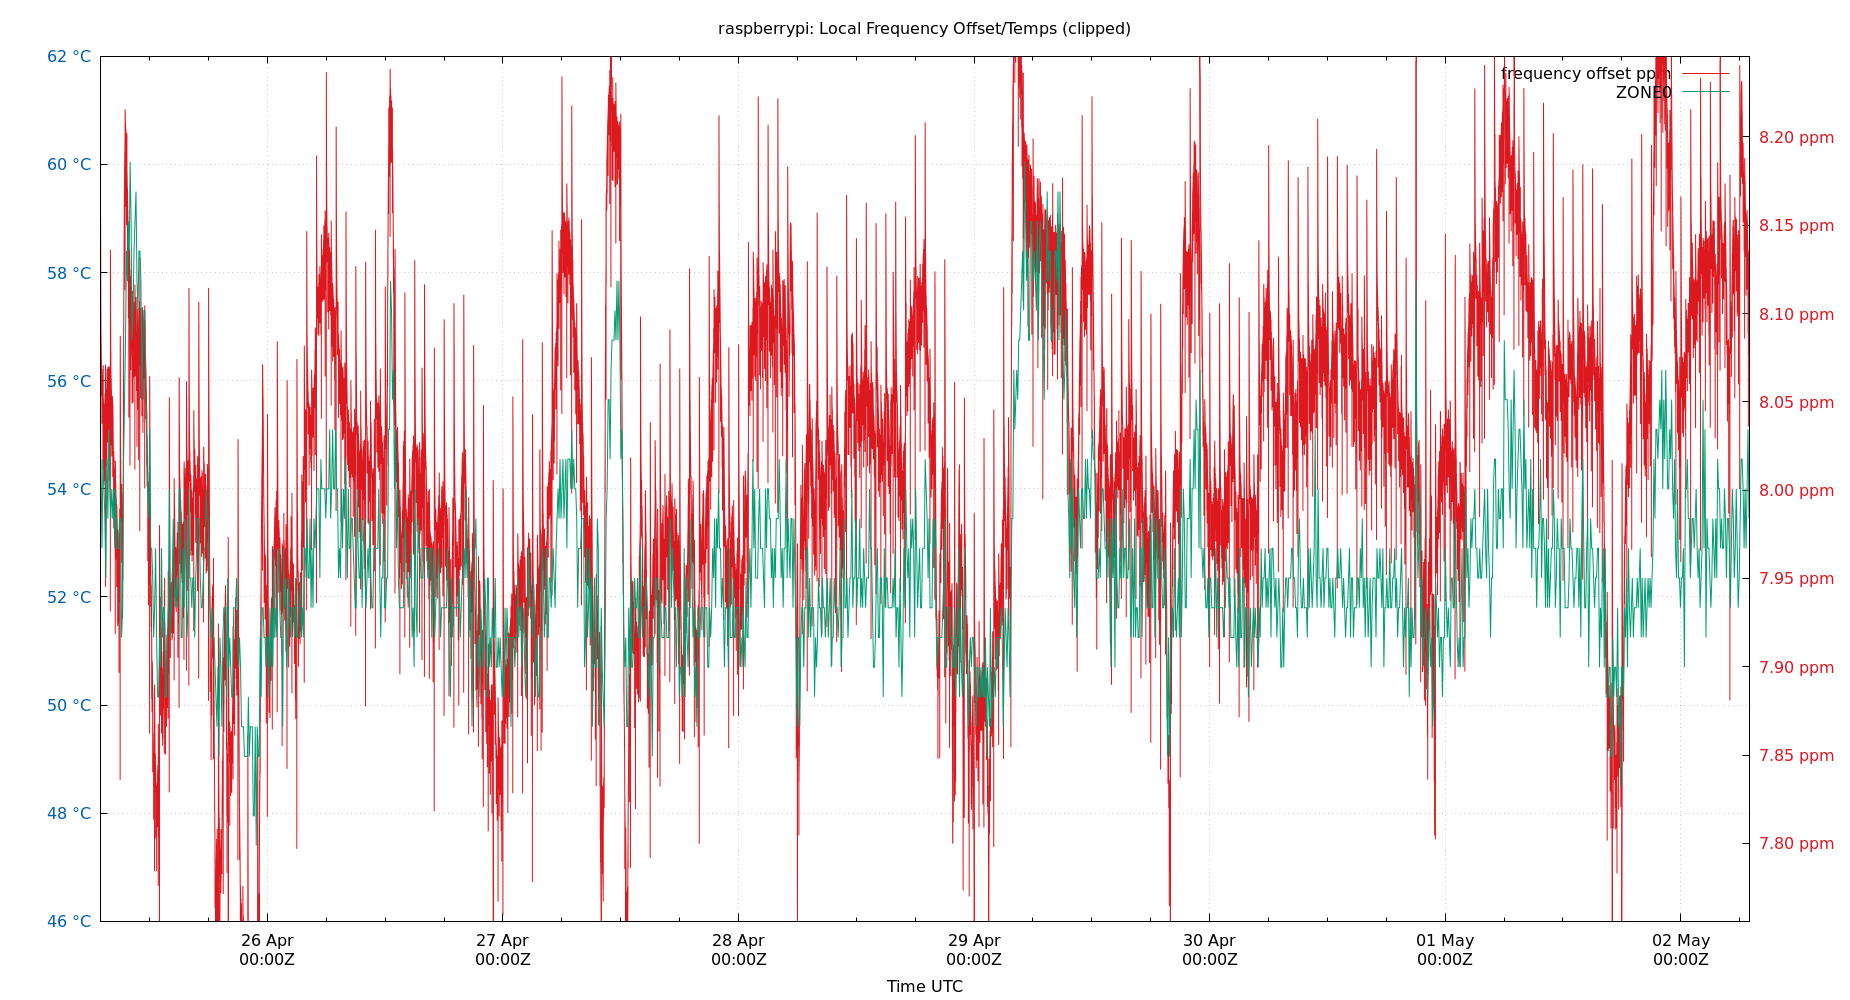 raspberrypi: Local Frequency Offset/Temps (clipped)
62 °C
60 °C
58 °C
56 °C
54 °C
52 °C
50 °C
48 °C
46 °C
frequency offset ppm
ZONE0
8.20 ppm
8.15 ppm
8.10 ppm
8.05 ppm
8.00 ppm
7.95 ppm
7.90 ppm
7.85 ppm
7.80 ppm
26 Apr
00:00Z
27 Apr
00:00Z
28 Apr
00:00Z
29 Apr
00:00Z
30 Apr
00:00Z
01 May
00:00Z
02 May
00:00Z
Time UTC